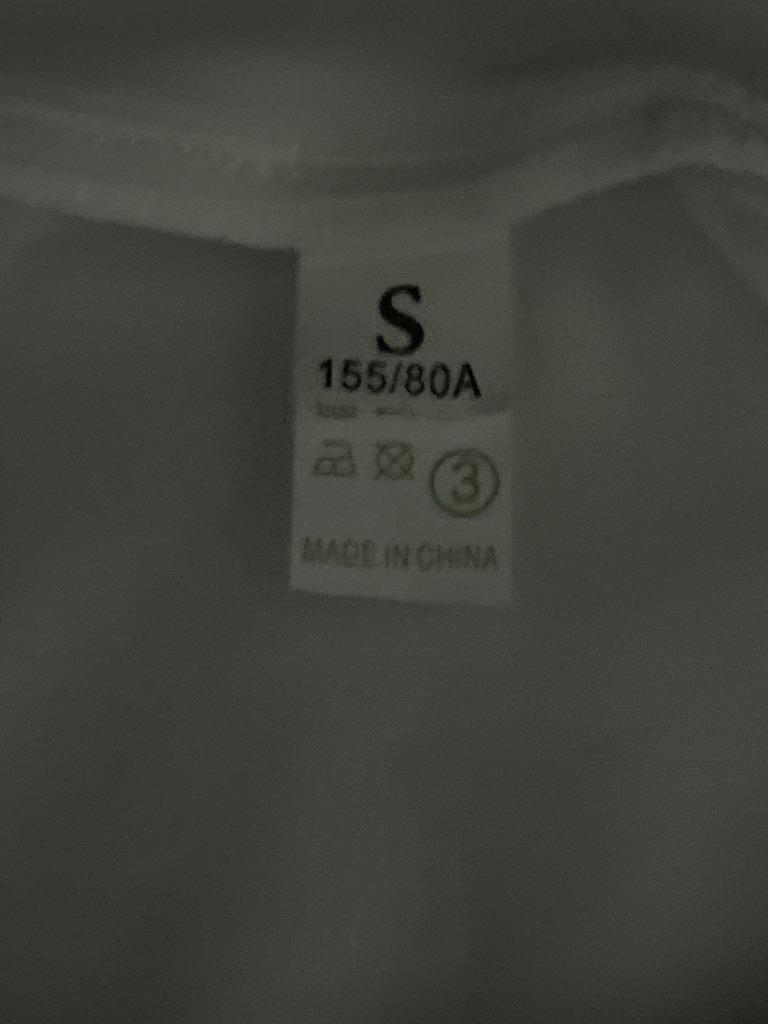 S
155/80A
③
MADE IN CHINA